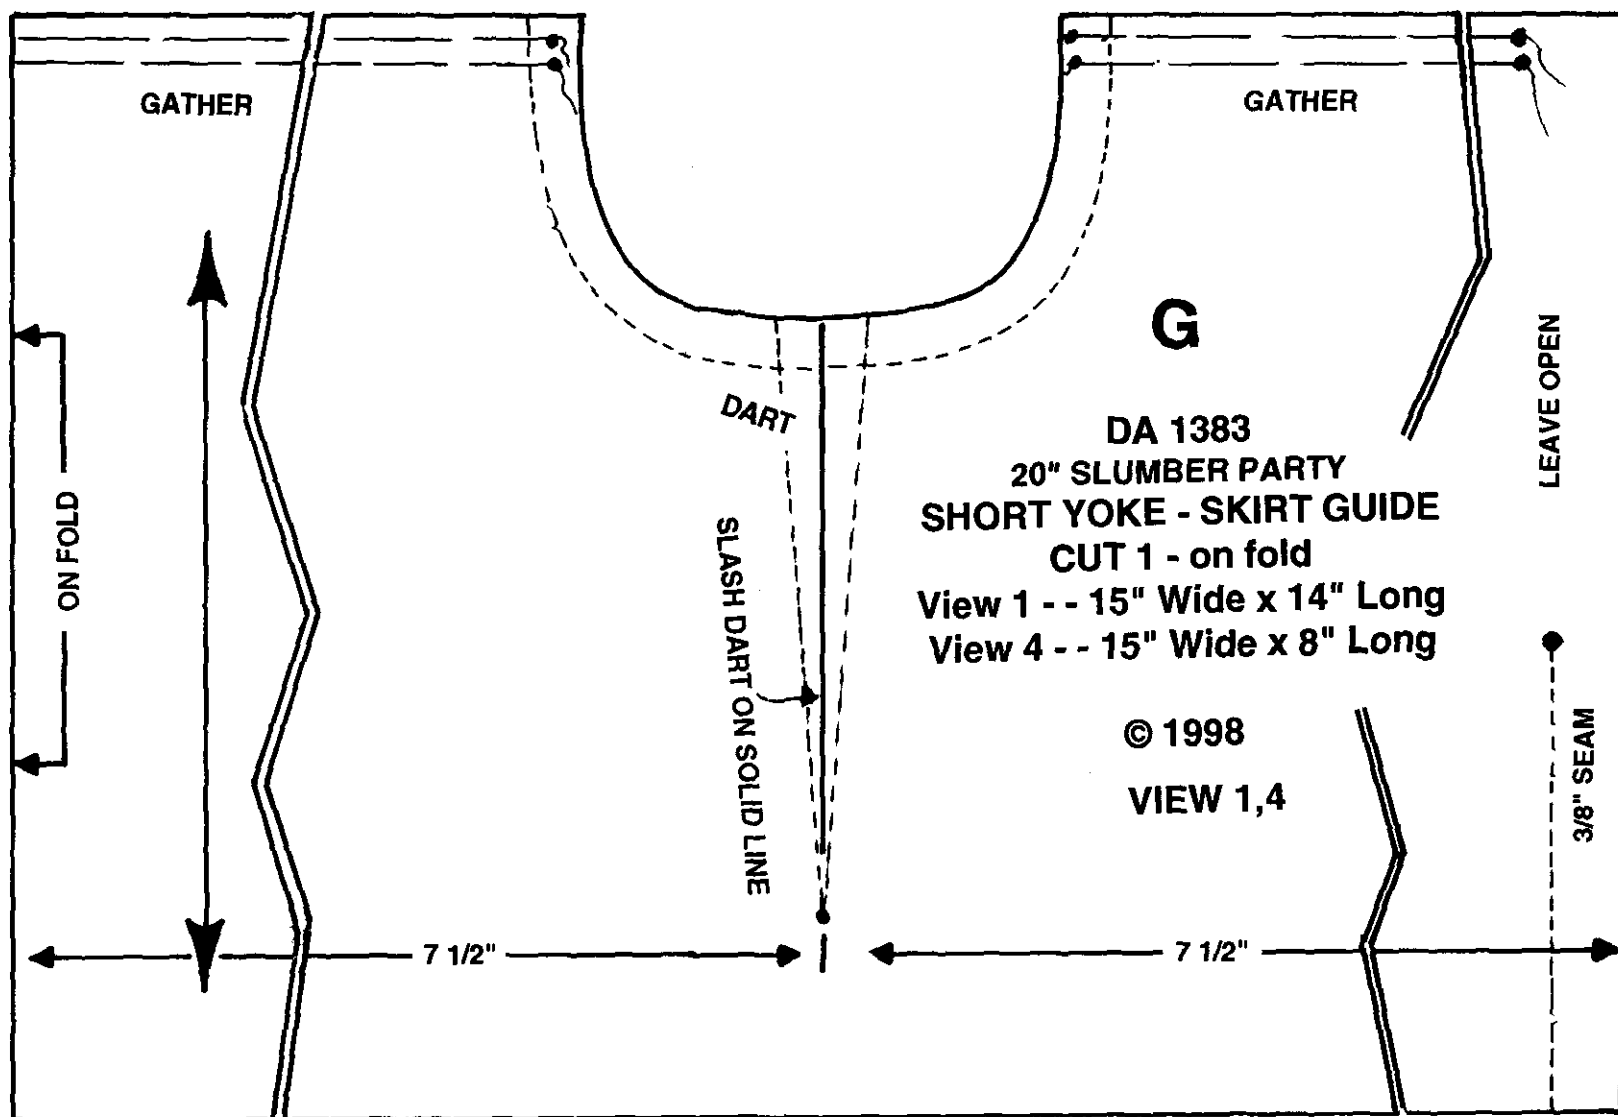 GATHER
GATHER
G
LEAVE OPEN
DART
DA 1383
20" SLUMBER PARTY
SHORT YOKE - SKIRT GUIDE
CUT 1 - on fold
View 1 - - 15" Wide x 14" Long
View 4 - - 15" Wide x 8" Long
ON FOLD
SLASH DART ON SOLID LINE
© 1998
VIEW 1,4
3/8" SEAM
7 1/2"
7 1/2"